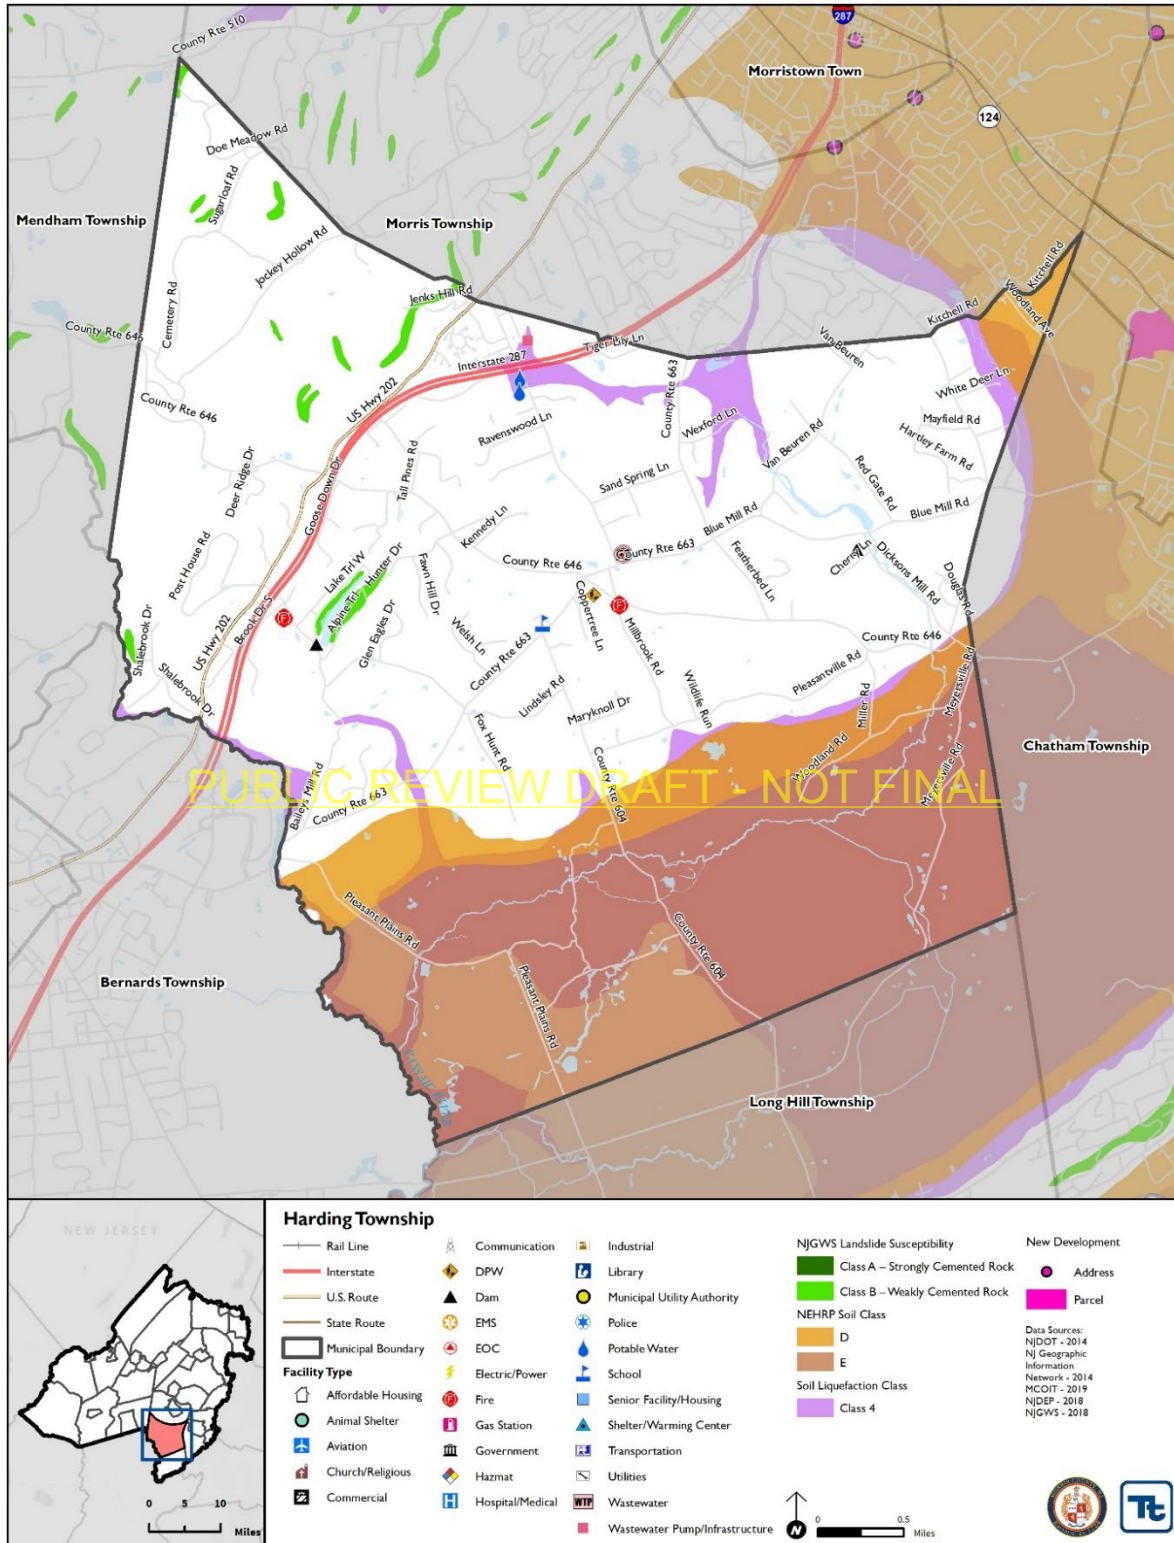 County Rte 510
287
Morristown Town
124
Doe Meadow Rd
Sugarloaf Rd
Mendham Township
Morris Township
Jockey Hollow Rd
Kitchell Rd
Woodland Ave
Cemetery Rd
Jenks Hill Rd
Kitchell Rd
County Rte 646
Tiger Lily Ln
Van Beuren
Interstate 287
US Hwy 202
County Rte 663
White Deer Ln
County Rte 646
Ravenswood Ln
Wexford Ln
Mayfield Rd
Hartley Farm Rd
Van Beuren Rd
Tall Pines Rd
Deer Ridge Dr
Goose Down Dr
Sand Spring Ln
Red Gate Rd
Blue Mill Rd
Kennedy Ln
Blue Mill Rd
County Rte 663
Post House Rd
Lake Trl W
Hunter Dr
Fawn Hill Dr
County Rte 646
Featherbed Ln
Cherry Ln
Dicksons Mill Rd
Douglas Rd
Brook Dr S
Alpine Trl
Coppertree Ln
Millbrook Rd
Shalebrook Dr
US Hwy 202
Glen Eagles Dr
Welsh Ln
County Rte 663
County Rte 646
Shalebrook Dr
Lindsley Rd
Maryknoll Dr
Wildlife Run
Pleasantville Rd
Miller Rd
Meyersville Rd
Fox Hunt Rd
Woodland Rd
Chatham Township
Baileys Mill Rd
County Rte 663
County Rte 604
Meyersville Rd
PUBLIC REVIEW DRAFT - NOT FINAL
Pleasant Plains Rd
County Rte 604
Bernards Township
Pleasant Plains Rd
Long Hill Township
NEW JERSEY
0 5 10
Miles
Harding Township
Rail Line
Interstate
U.S. Route
State Route
Municipal Boundary
Facility Type
Affordable Housing
Animal Shelter
Aviation
Church/Religious
Commercial
Communication
DPW
Dam
EMS
EOC
Electric/Power
Fire
Gas Station
Government
Hazmat
Hospital/Medical
Industrial
Library
Municipal Utility Authority
Police
Potable Water
School
Senior Facility/Housing
Shelter/Warming Center
Transportation
Utilities
WTP Wastewater
Wastewater Pump/Infrastructure
NJGWS Landslide Susceptibility
Class A – Strongly Cemented Rock
Class B – Weakly Cemented Rock
NEHRP Soil Class
D
E
Soil Liquefaction Class
Class 4
New Development
Address
Parcel
Data Sources:
NJDOT - 2014
NJ Geographic
Information
Network - 2014
MCOIT - 2019
NJDEP - 2018
NJGWS - 2018
N
0 0.5
Miles
Tt